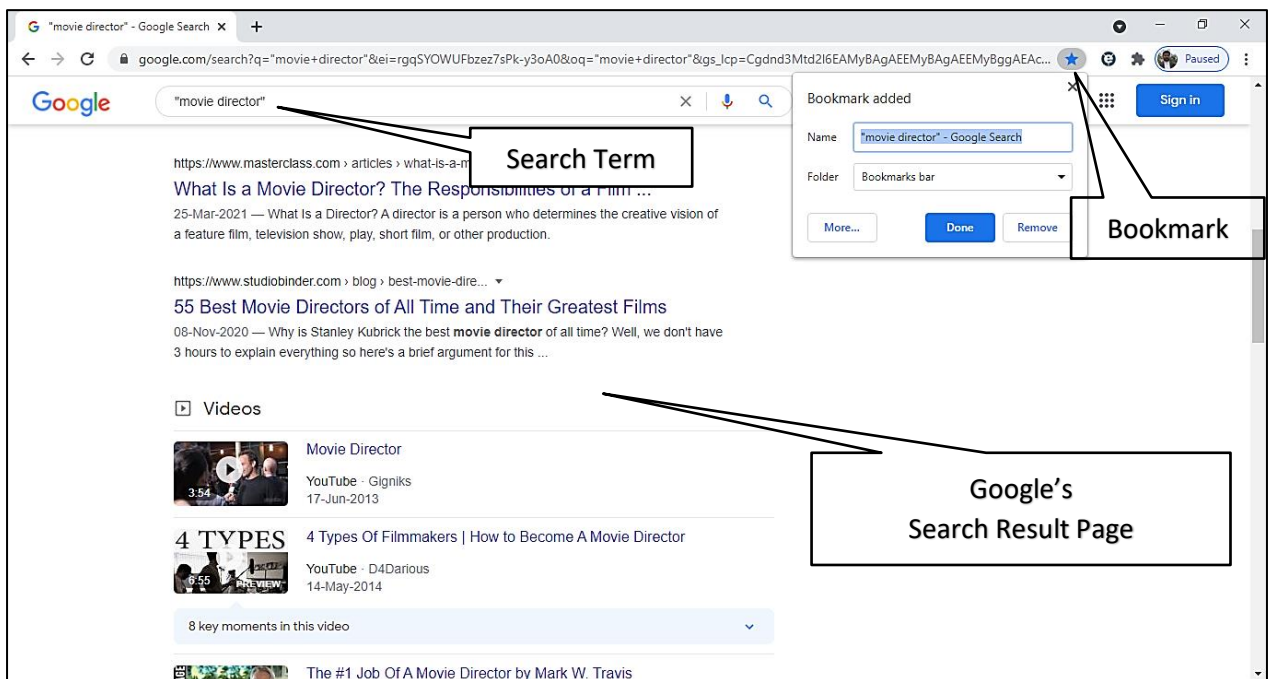 "movie director" - Google Search
google.com/search?q="movie+director"&ei=rgqSYOWUFbzez7sPk-y3oA0&oq="movie+director"&gs_lcp=Cgdnd3Mtd2l6EAMyBAgAEEMyBAgAEEMyBggAEAc...
Paused
Google
"movie director"
Sign in
Bookmark added
Name
"movie director" - Google Search
Folder
Bookmarks bar
More...
Done
Remove
Bookmark
Search Term
https://www.masterclass.com › articles › what-is-a-m
What Is a Movie Director? The Responsibilities of a Film ...
25-Mar-2021 — What Is a Director? A director is a person who determines the creative vision of
a feature film, television show, play, short film, or other production.
https://www.studiobinder.com › blog › best-movie-dire...
55 Best Movie Directors of All Time and Their Greatest Films
08-Nov-2020 — Why is Stanley Kubrick the best movie director of all time? Well, we don't have
3 hours to explain everything so here's a brief argument for this ...
Videos
3:54
Movie Director
YouTube · Gigniks
17-Jun-2013
Google's
Search Result Page
4 TYPES
6:55
PREVIEW
4 Types Of Filmmakers | How to Become A Movie Director
YouTube · D4Darious
14-May-2014
8 key moments in this video
The #1 Job Of A Movie Director by Mark W. Travis